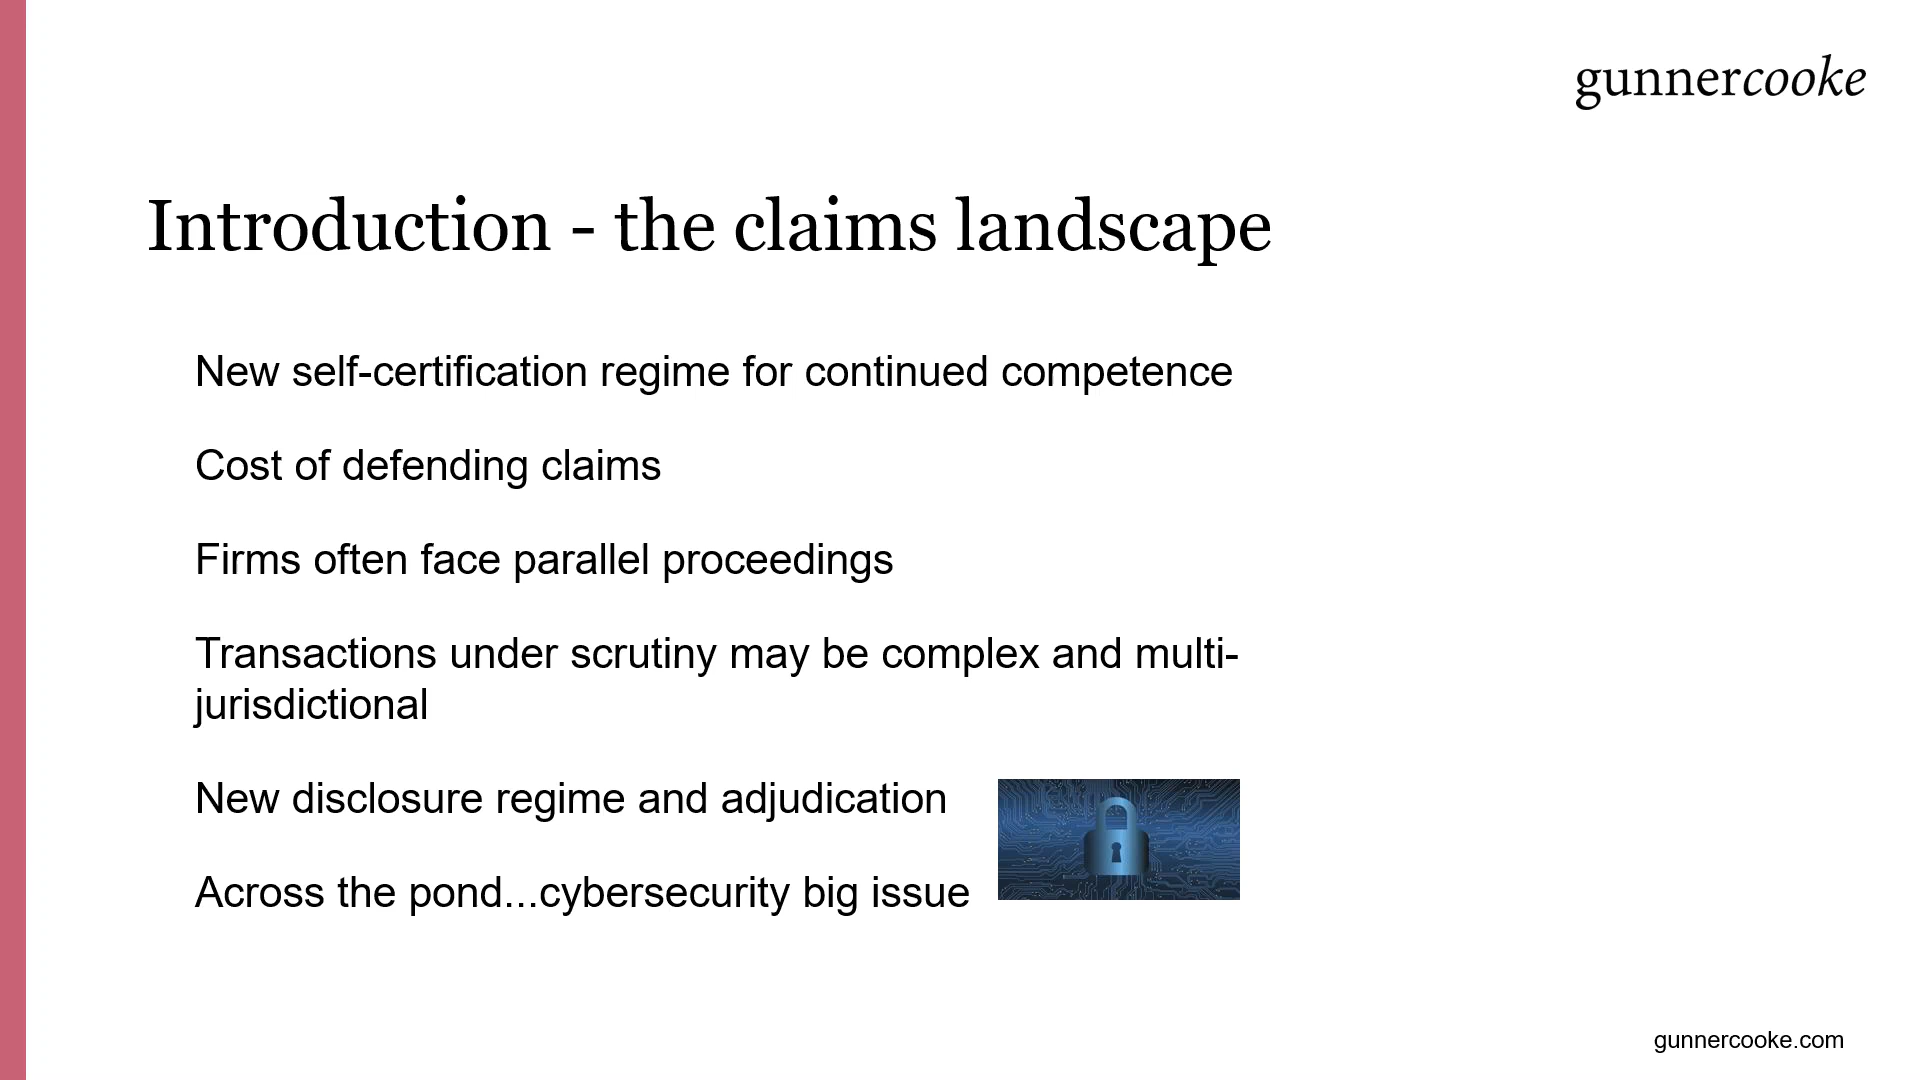 gunnercooke
Introduction - the claims landscape
New self-certification regime for continued competence
Cost of defending claims
Firms often face parallel proceedings
Transactions under scrutiny may be complex and multi-
jurisdictional
New disclosure regime and adjudication
Across the pond...cybersecurity big issue
gunnercooke.com